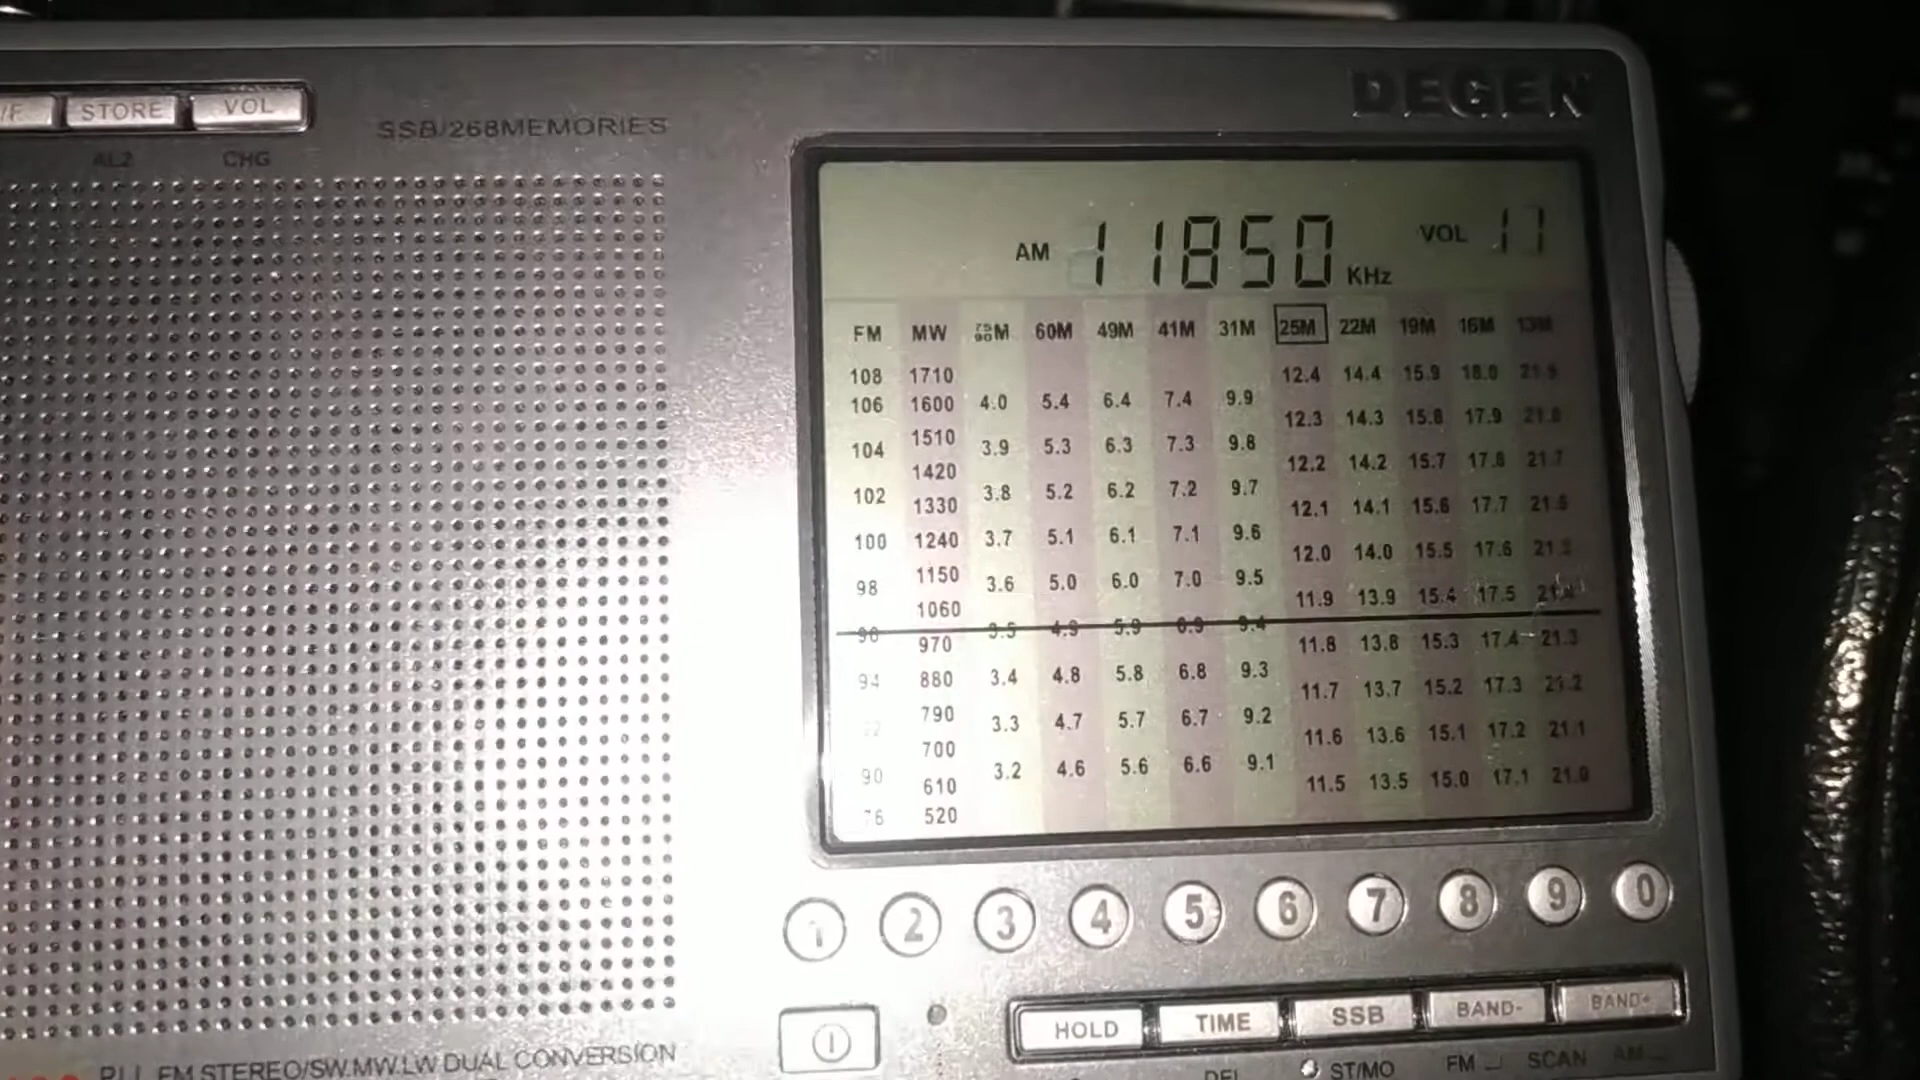 DEGEN
/F STORE VOL
SSB/268MEMORIES
AL2 CHG
AM 11850 KHz VOL 17
FM MW 75 90M 60M 49M 41M 31M 25M 22M 19M 16M 13M
108 1710 12.4 14.4 15.9 18.0 21.9
106 1600 4.0 5.4 6.4 7.4 9.9
12.3 14.3 15.8 17.9 21.8
104 1510 3.9 5.3 6.3 7.3 9.8
1420 12.2 14.2 15.7 17.8 21.7
102 1330 3.8 5.2 6.2 7.2 9.7
12.1 14.1 15.6 17.7 21.6
100 1240 3.7 5.1 6.1 7.1 9.6
12.0 14.0 15.5 17.6 21.5
98 1150 3.6 5.0 6.0 7.0 9.5
1060 11.9 13.9 15.4 17.5 21.4
96 970 3.5 4.9 5.9 6.9 9.4
11.8 13.8 15.3 17.4 21.3
94 880 3.4 4.8 5.8 6.8 9.3
11.7 13.7 15.2 17.3 21.2
790 3.3 4.7 5.7 6.7 9.2
700 11.6 13.6 15.1 17.2 21.1
90 610 3.2 4.6 5.6 6.6 9.1
11.5 13.5 15.0 17.1 21.0
76 520
1 2 3 4 5 6 7 8 9 0
HOLD TIME SSB BAND- BAND+
DEL ST/MO FM SCAN AM
PLL FM STEREO/SW.MW.LW DUAL CONVERSION